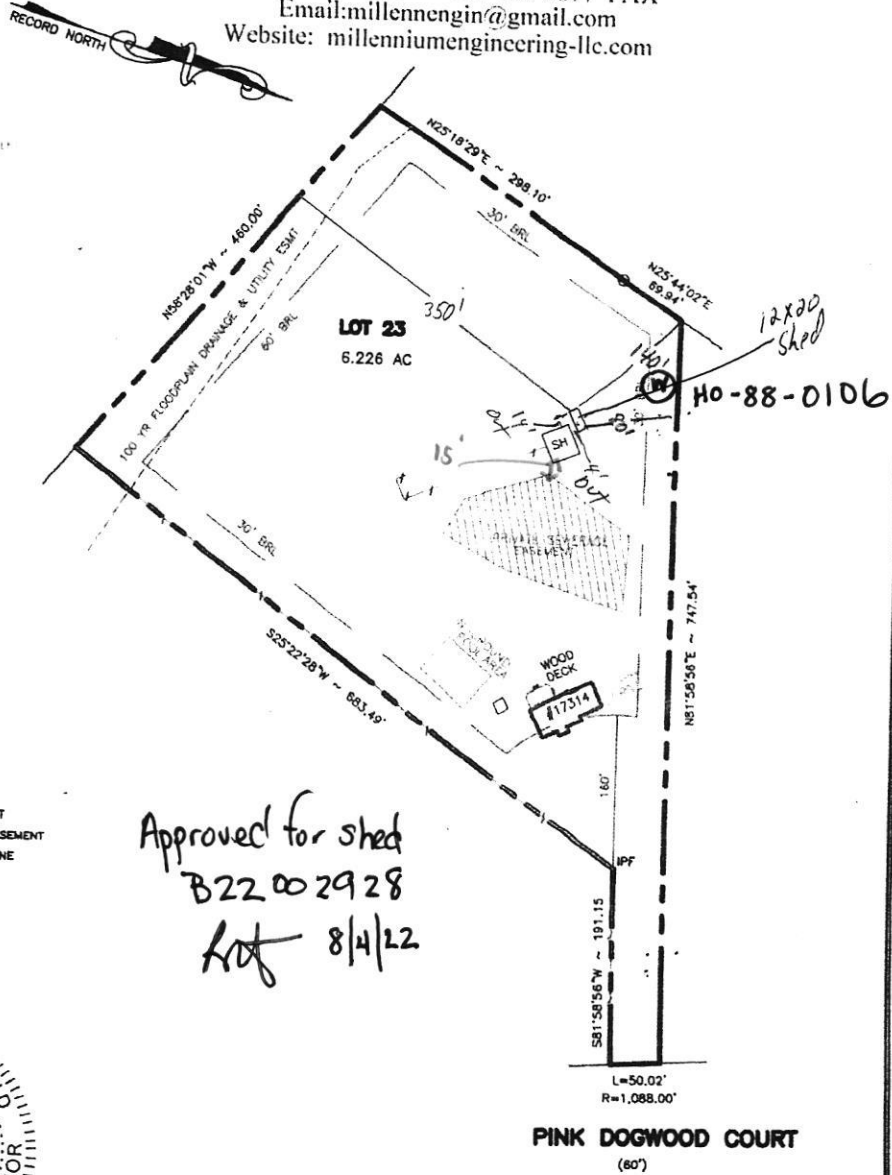 Email:millennengin@gmail.com
Website: millenniumengineering-llc.com
RECORD NORTH
N25°18'29"E ~ 298.10'
30' BRL
N25°44'02"E
69.94'
N58°28'01"W ~ 460.00'
100 YR FLOODPLAIN DRAINAGE & UTILITY ESMT
60' BRL
LOT 23
6.226 AC
350'
12x20
Shed
140'
W
HO-88-0106
SH
15'
4'
out
PRIVATE SEWERAGE
EASEMENT
30' BRL
S25°22'28"W ~ 683.49'
N81°58'56"E ~ 747.54'
WOOD
DECK
#17314
160'
IPF
SEMENT
NE
Approved for shed
B22002928
8/4/22
S81°58'56"W ~ 191.15
L=50.02'
R=1,088.00'
PINK DOGWOOD COURT
(60')
OR